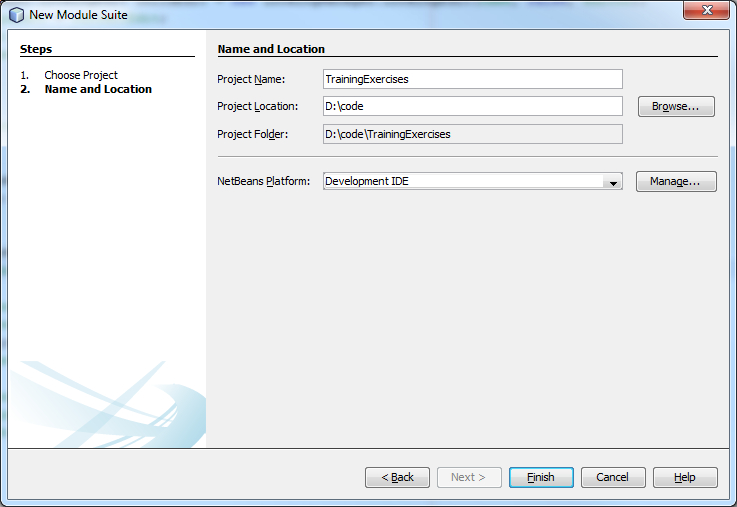 New Module Suite
Steps
1. Choose Project
2. Name and Location
Name and Location
Project Name: TrainingExercises
Project Location: D:\code Browse...
Project Folder: D:\code\TrainingExercises
NetBeans Platform: Development IDE Manage...
< Back Next > Finish Cancel Help